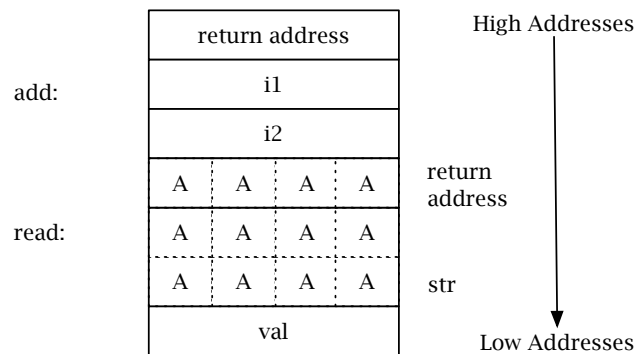 return address
High Addresses
add:
i1
i2
A A A A
return
address
read:
A A A A
A A A A
str
val
Low Addresses